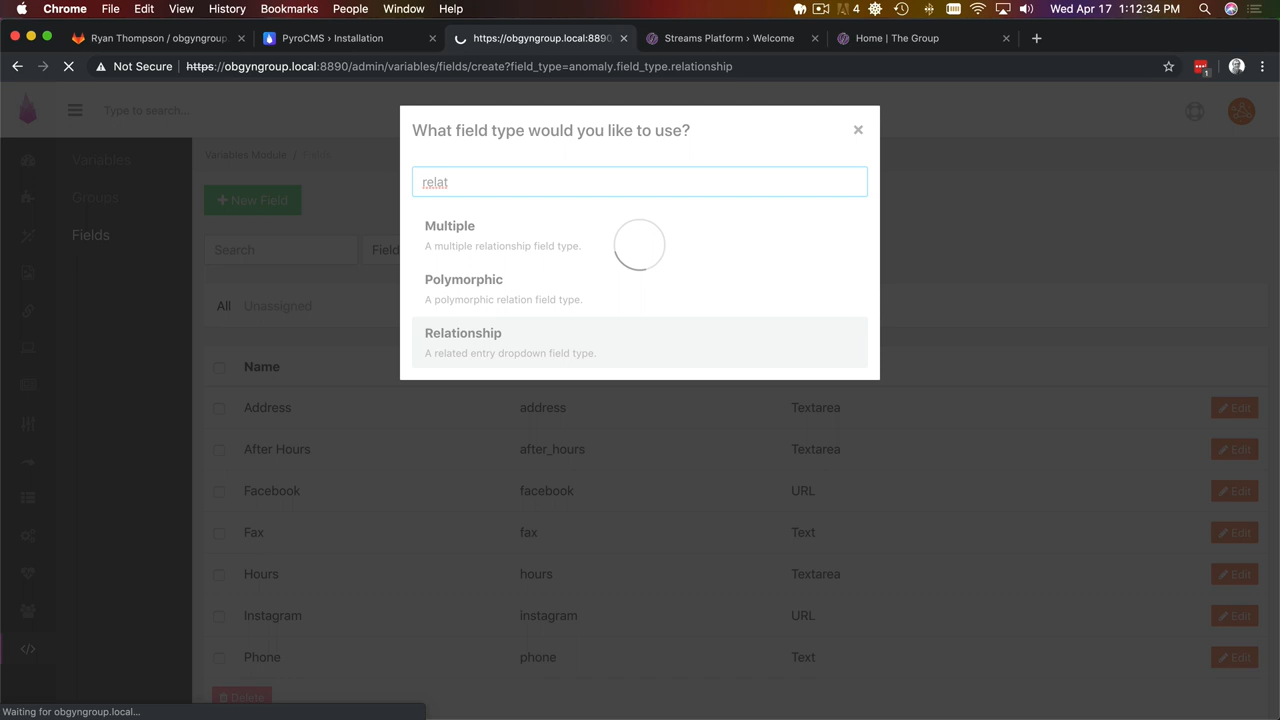 Chrome File Edit View History Bookmarks People Window Help 4 Wed Apr 17 1:12:34 PM
Ryan Thompson / obgyngroup. PyroCMS › Installation https://obgyngroup.local:8890 Streams Platform › Welcome Home | The Group
Not Secure https://obgyngroup.local:8890/admin/variables/fields/create?field_type=anomaly.field_type.relationship 1
Type to search...
What field type would you like to use? ×
Variables
Variables Module / Fields
relat
Groups
New Field
Multiple
A multiple relationship field type.
Fields
Search
Field
Polymorphic
A polymorphic relation field type.
All Unassigned
Relationship
A related entry dropdown field type.
Name
Address address Textarea Edit
After Hours after_hours Textarea Edit
Facebook facebook URL Edit
Fax fax Text Edit
Hours hours Textarea Edit
Instagram instagram URL Edit
Phone phone Text Edit
Delete
Waiting for obgyngroup.local...